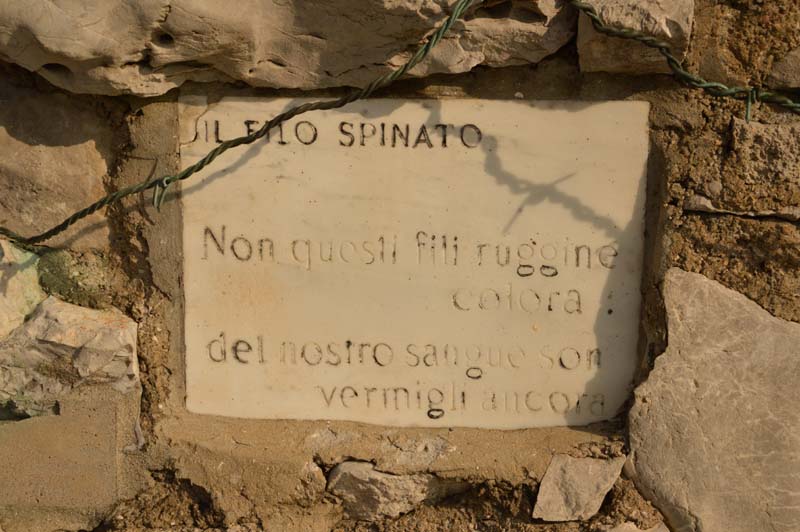 IL FILO SPINATO
Non questi fili ruggine
colora
del nostro sangue son
vermigli ancora